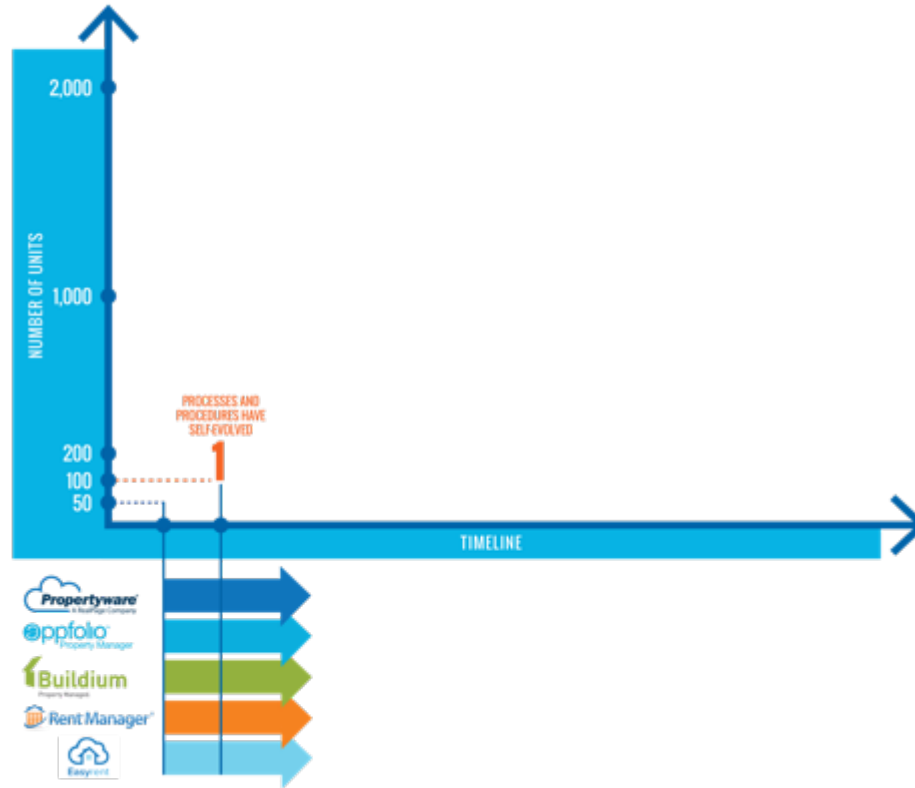 2,000
NUMBER OF UNITS
1,000
PROCESSES AND
PROCEDURES HAVE
SELF-EVOLVED
1
200
100
50
TIMELINE
Propertyware
A RealPage Company
appfolio
Property Manager
Buildium
Property Managed.
Rent Manager
Easyrent